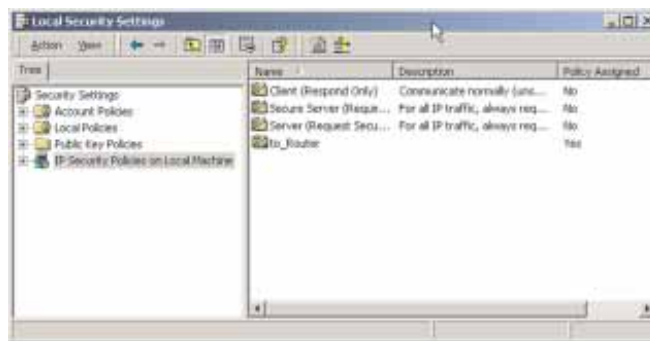 Local Security Settings
Action View
Tree
Name Description Policy Assigned
Security Settings
Account Policies
Local Policies
Public Key Policies
IP Security Policies on Local Machine
Client (Respond Only) Communicate normally (uns... No
Secure Server (Requir... For all IP traffic, always req... No
Server (Request Secu... For all IP traffic, always req... No
to_Router Yes